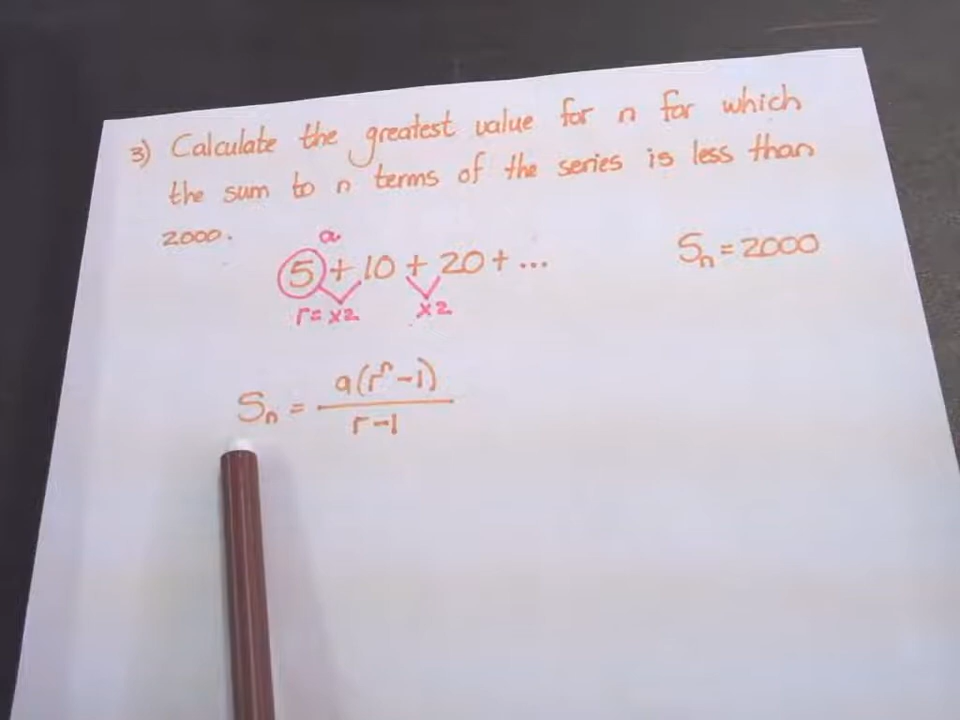 3) Calculate the greatest value for n for which
the sum to n terms of the series is less than
2000.
a
5 + 10 + 20 + ...
Sn = 2000
r = x2
x2
Sn = a(r^n - 1) / r - 1